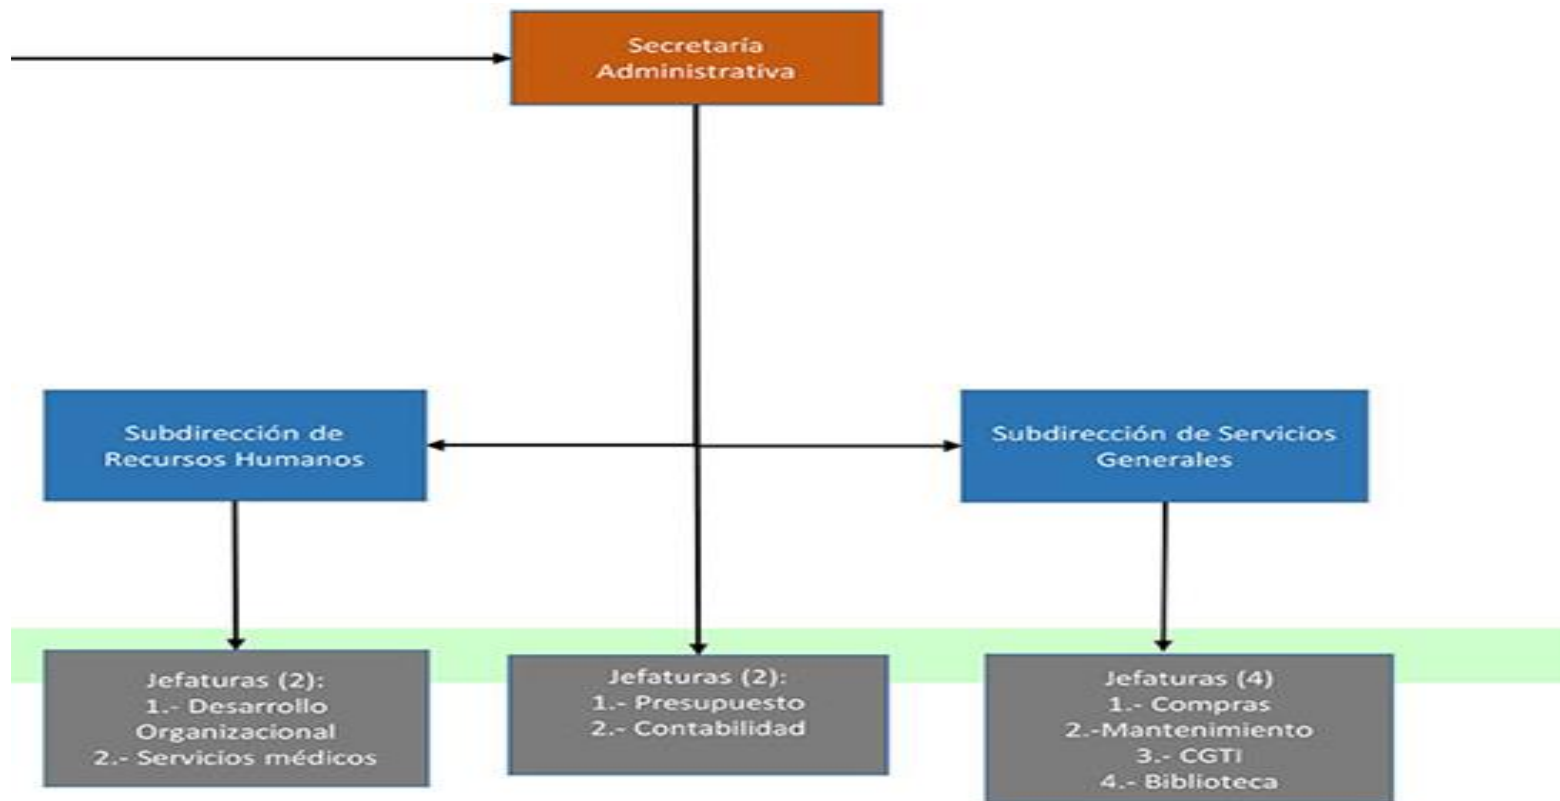 Secretaría
Administrativa
Subdirección de
Recursos Humanos
Subdirección de Servicios
Generales
Jefaturas (2):
1.- Desarrollo
Organizacional
2.- Servicios médicos
Jefaturas (2):
1.- Presupuesto
2.- Contabilidad
Jefaturas (4)
1.- Compras
2.-Mantenimiento
3.- CGTI
4.- Biblioteca